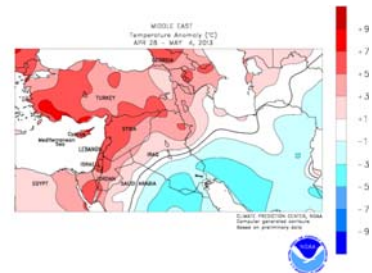 MIDDLE EAST
Temperature Anomaly (°C)
APR 28 - MAY 4, 2013
GEORGIA
TURKEY
Cyprus
Mediterranean
Sea
SYRIA
LEBANON
ISRAEL
IRAQ
JORDAN
EGYPT
SAUDI ARABIA
CLIMATE PREDICTION CENTER, NOAA
Computer generated contours
Based on preliminary data
+9
+7
+5
+3
+1
-1
-3
-5
-7
-9
NOAA